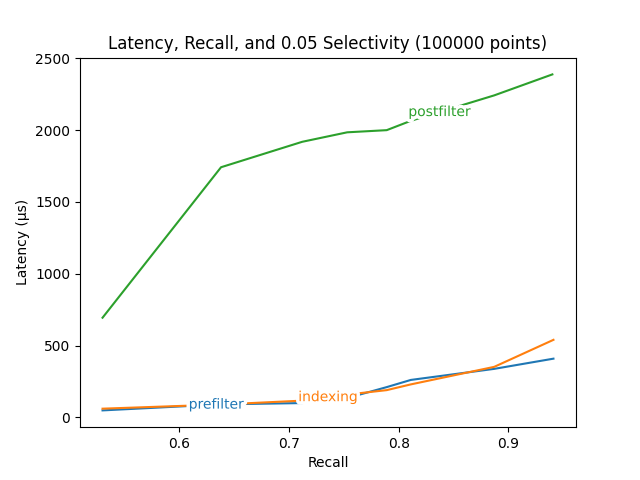 Latency, Recall, and 0.05 Selectivity (100000 points)
2500
2000
1500
1000
500
0
Latency (µs)
postfilter
prefilter
indexing
0.6
0.7
0.8
0.9
Recall